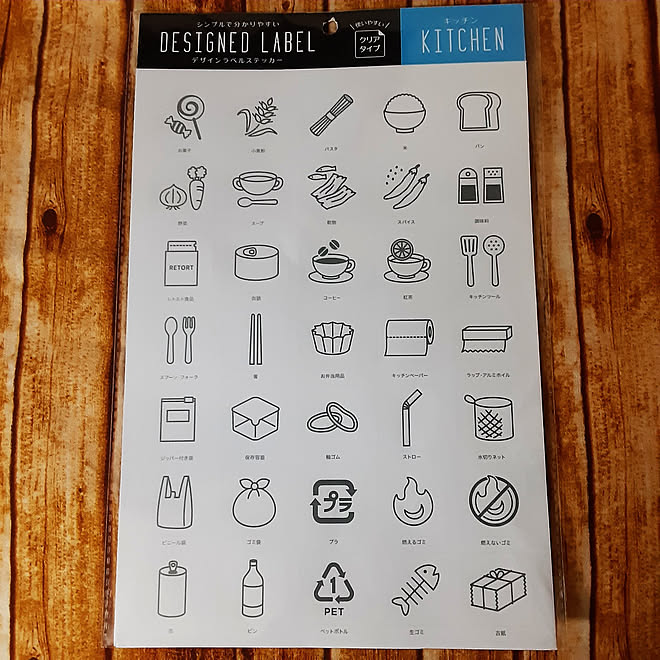 シンプルで分かりやすい
DESIGNED LABEL
デザインラベルステッカー
使いやすい
クリア
タイプ
キッチン
KITCHEN
お菓子
小麦粉
パスタ
米
パン
野菜
スープ
乾物
スパイス
調味料
RETORT
レトルト食品
缶詰
コーヒー
紅茶
キッチンツール
スプーン・フォーク
箸
お弁当用品
キッチンペーパー
ラップ・アルミホイル
ジッパー付き袋
保存容器
輪ゴム
ストロー
水切りネット
ビニール袋
ゴミ袋
プラ
プラ
燃えるゴミ
燃えないゴミ
缶
ビン
1
PET
ペットボトル
生ゴミ
古紙